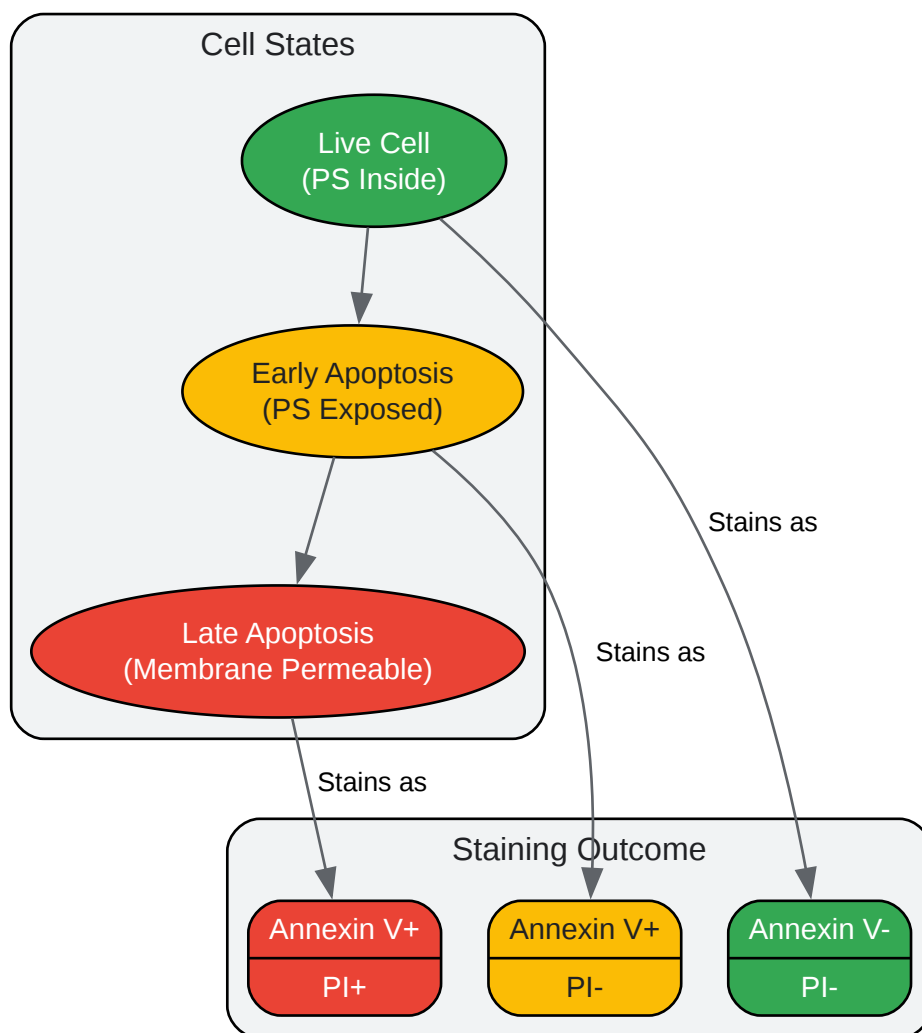 Cell States
Live Cell
(PS Inside)
Early Apoptosis
(PS Exposed)
Stains as
Late Apoptosis
(Membrane Permeable)
Stains as
Stains as
Staining Outcome
Annexin V+
PI+
Annexin V+
PI-
Annexin V-
PI-